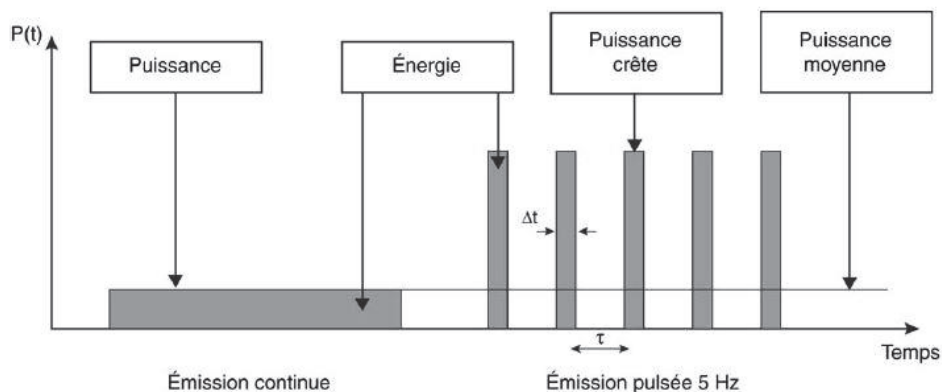 P(t)
Puissance
Énergie
Puissance
crête
Puissance
moyenne
Δt
τ
Temps
Émission continue
Émission pulsée 5 Hz